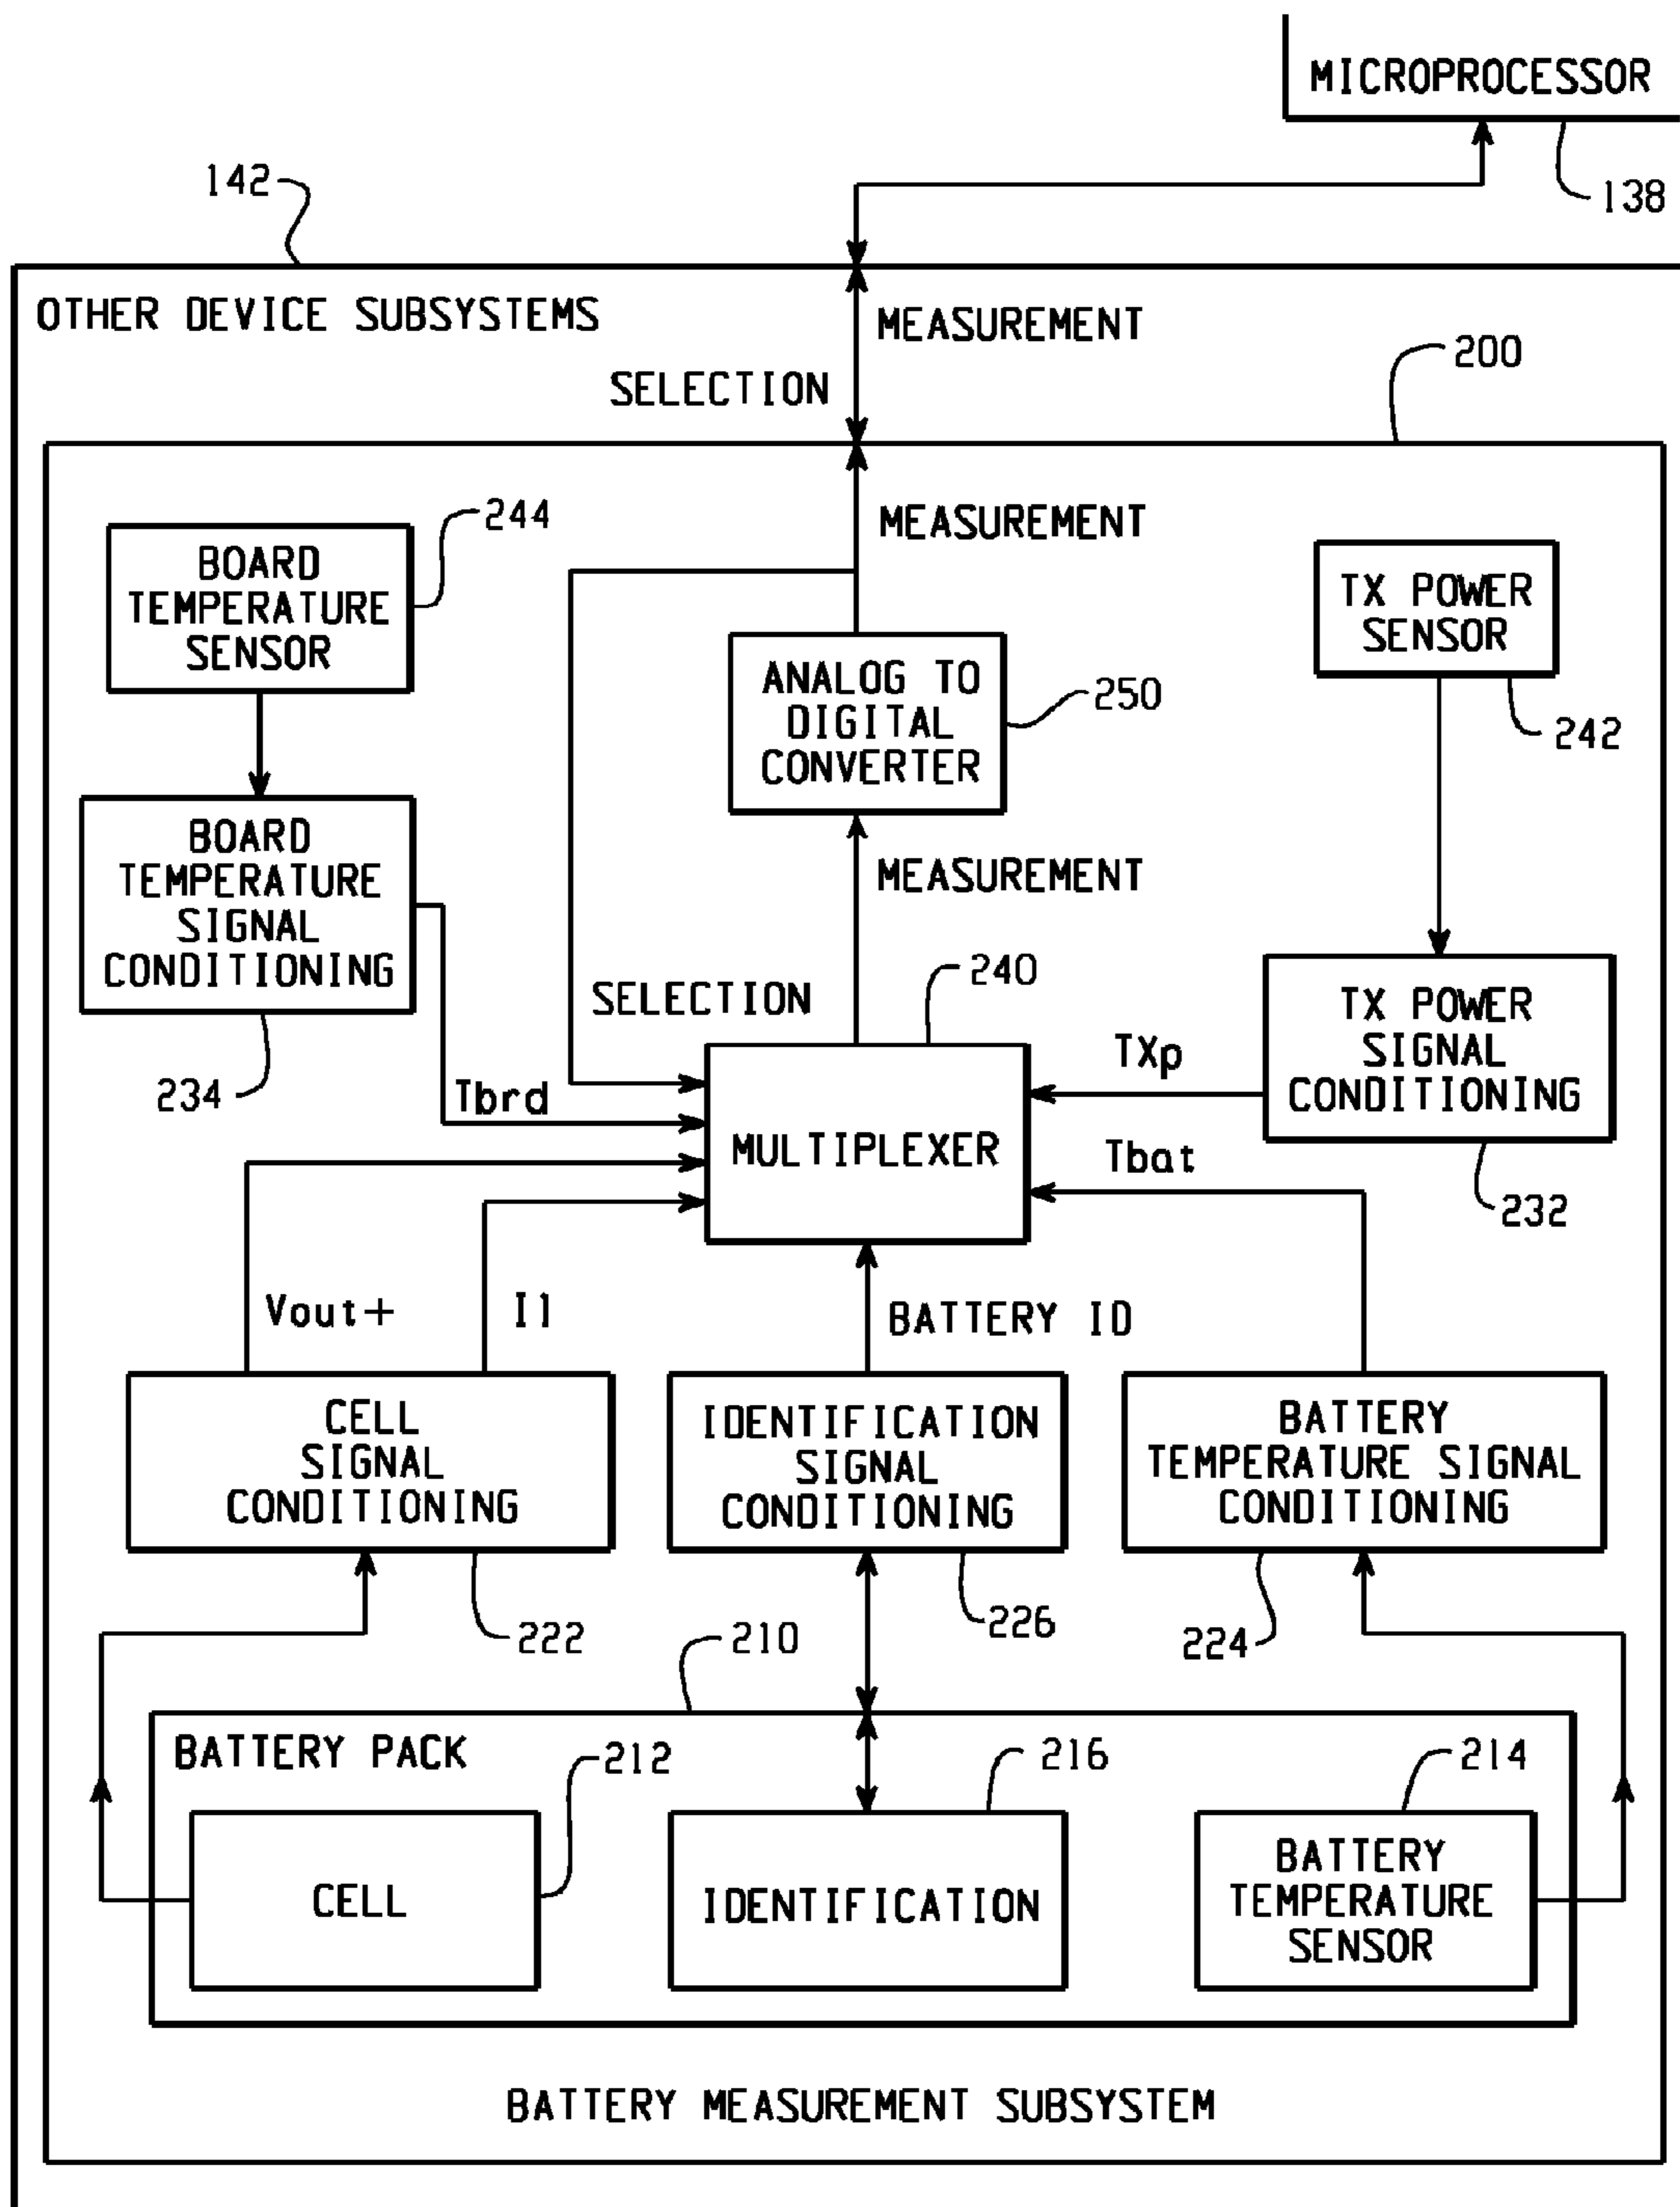 MICROPROCESSOR
138
142
OTHER DEVICE SUBSYSTEMS
MEASUREMENT
SELECTION
200
244
MEASUREMENT
BOARD
TEMPERATURE
SENSOR
TX POWER
SENSOR
ANALOG TO
DIGITAL
CONVERTER
250
242
BOARD
TEMPERATURE
SIGNAL
CONDITIONING
MEASUREMENT
240
SELECTION
TX POWER
SIGNAL
CONDITIONING
234
Tbrd
TXp
MULTIPLEXER
Tbat
232
Vout+
I1
BATTERY ID
CELL
SIGNAL
CONDITIONING
IDENTIFICATION
SIGNAL
CONDITIONING
BATTERY
TEMPERATURE SIGNAL
CONDITIONING
222
210
226
224
BATTERY PACK
212
216
214
CELL
IDENTIFICATION
BATTERY
TEMPERATURE
SENSOR
BATTERY MEASUREMENT SUBSYSTEM